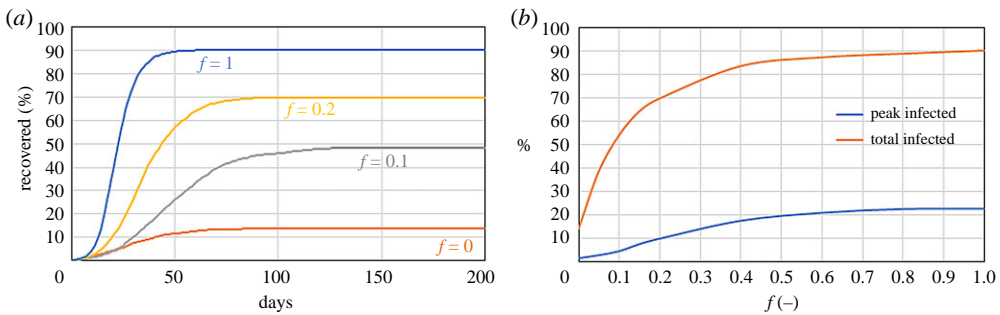 (a)
100
90
80
70
60
50
40
30
20
10
0
recovered (%)
f = 1
f = 0.2
f = 0.1
f = 0
50
100
150
200
days
(b)
100
90
80
70
60
50
40
30
20
10
0
%
peak infected
total infected
0.1 0.2 0.3 0.4 0.5 0.6 0.7 0.8 0.9 1.0
f (–)